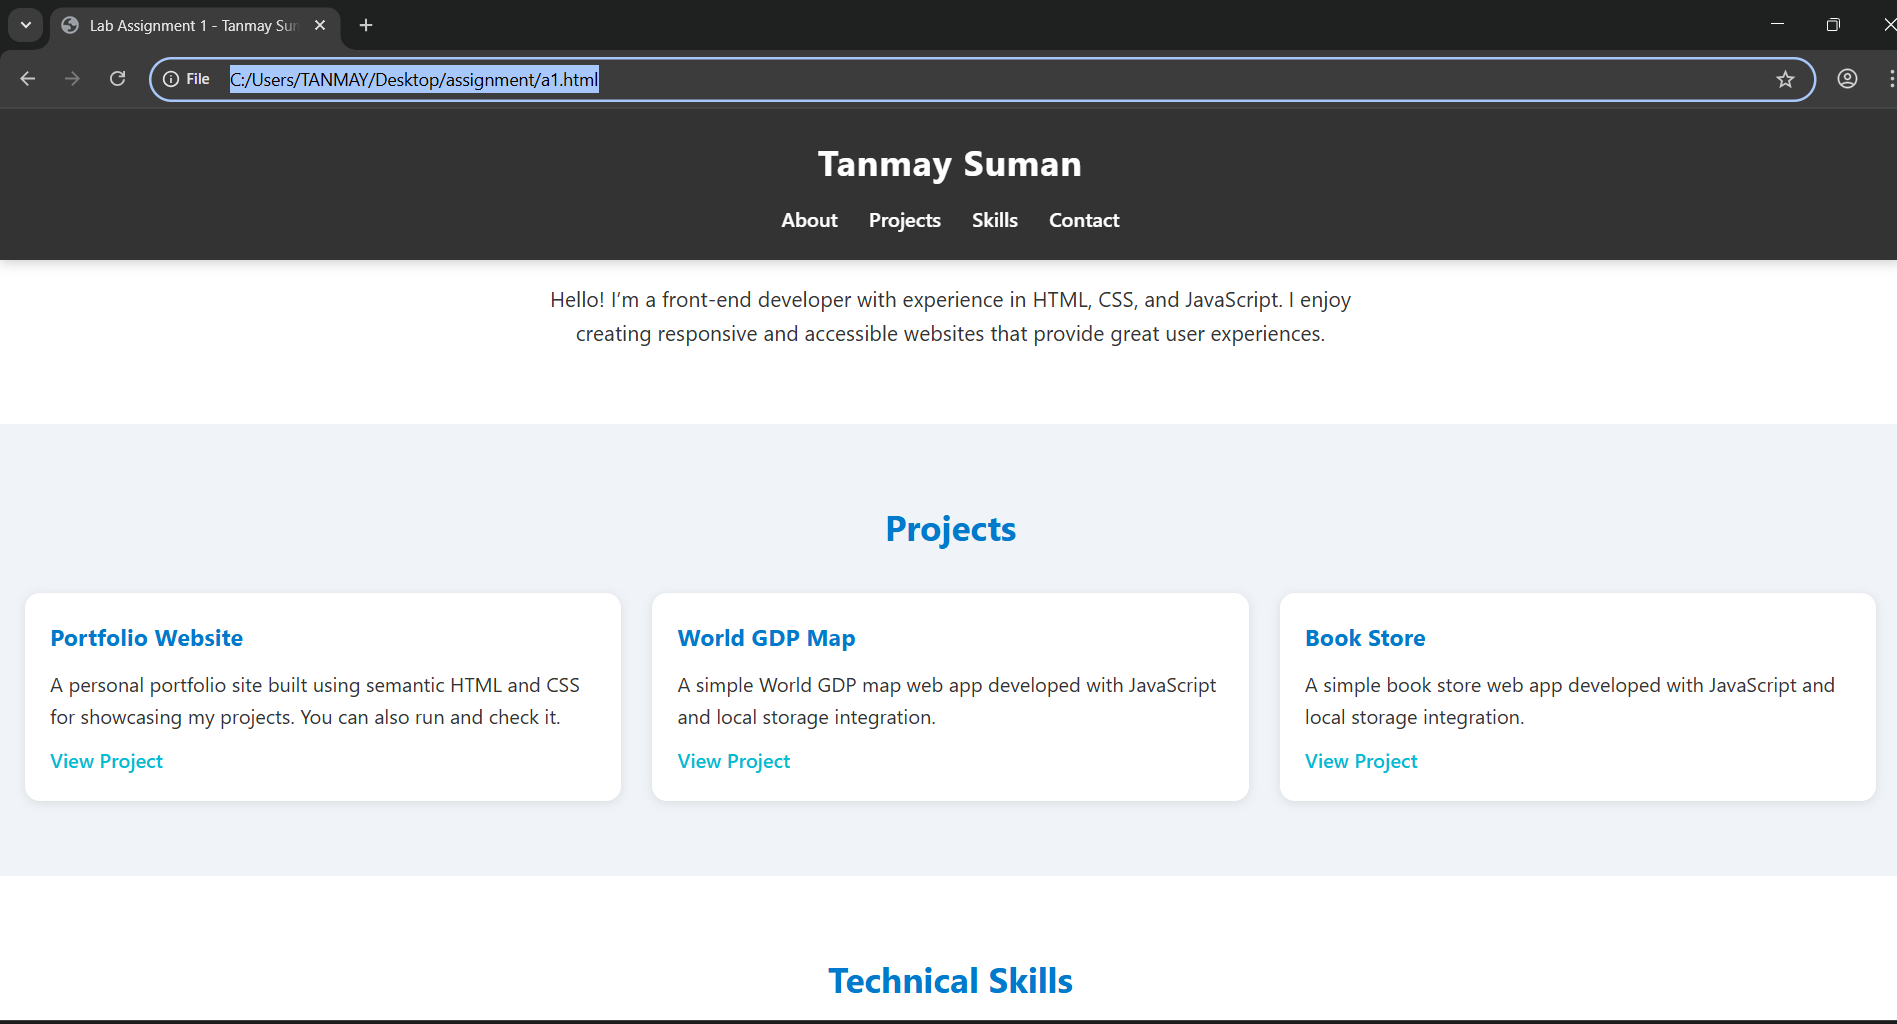 Lab Assignment 1 - Tanmay Sun
File C:/Users/TANMAY/Desktop/assignment/a1.html
Tanmay Suman
About Projects Skills Contact
Hello! I’m a front-end developer with experience in HTML, CSS, and JavaScript. I enjoy
creating responsive and accessible websites that provide great user experiences.
Projects
Portfolio Website
A personal portfolio site built using semantic HTML and CSS
for showcasing my projects. You can also run and check it.
View Project
World GDP Map
A simple World GDP map web app developed with JavaScript
and local storage integration.
View Project
Book Store
A simple book store web app developed with JavaScript and
local storage integration.
View Project
Technical Skills